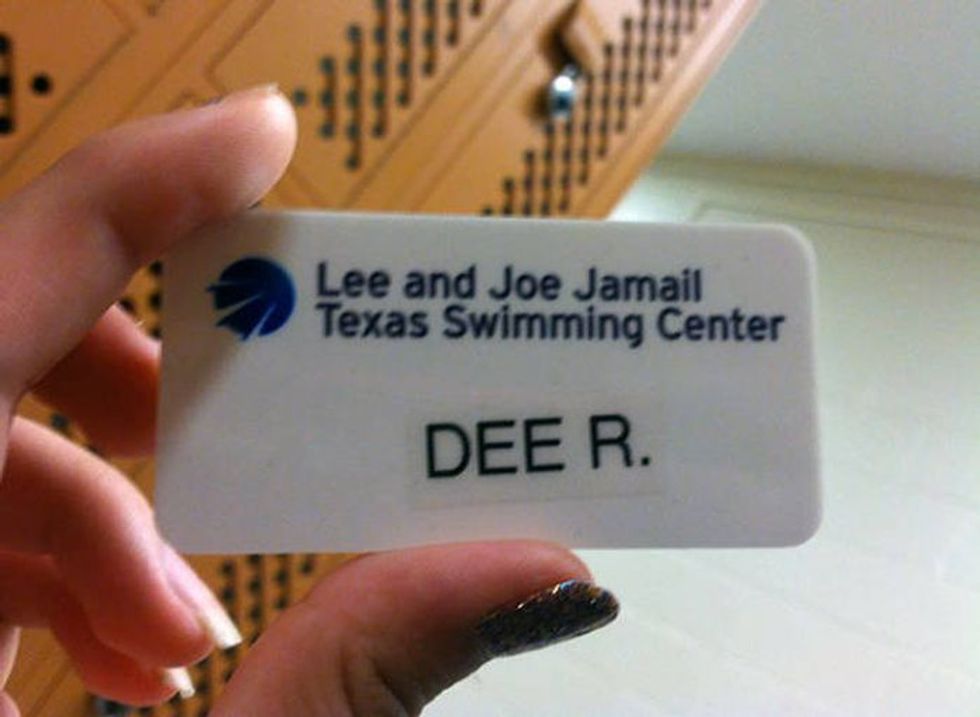 Lee and Joe Jamail
Texas Swimming Center
DEE R.